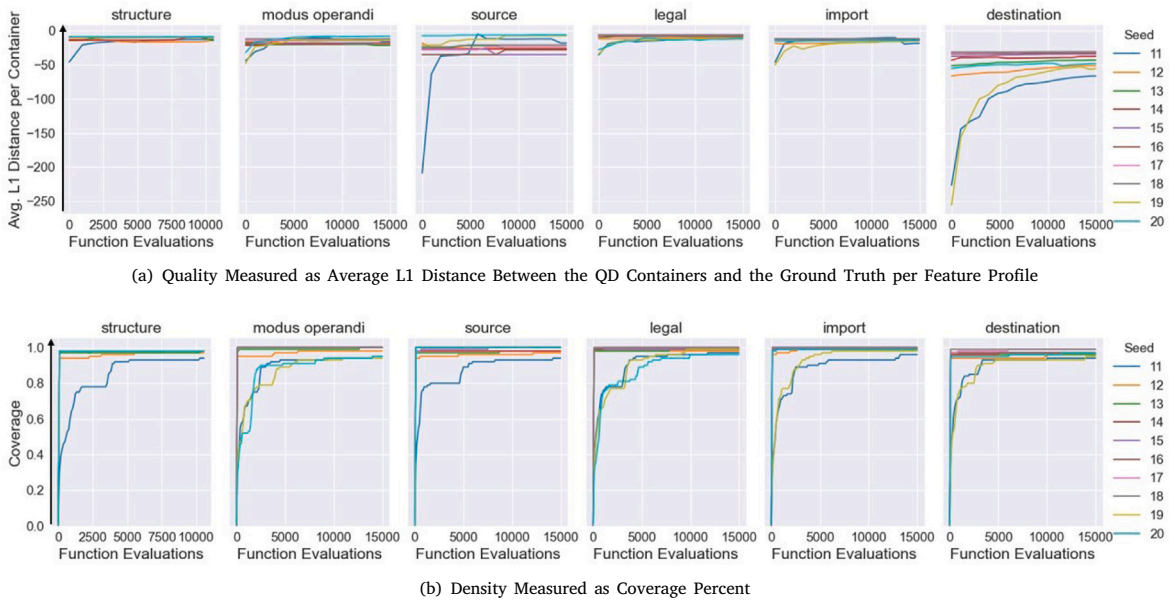 structure modus operandi source legal import destination
Avg. L1 Distance per Container
0
−50
−100
−150
−200
−250
2500 5000 7500 10000 0 5000 10000 15000 0 5000 10000 15000 0 5000 10000 15000 0 5000 10000 15000 0 5000 10000 15000
Function Evaluations Function Evaluations Function Evaluations Function Evaluations Function Evaluations Function Evaluations
Seed
11
12
13
14
15
16
17
18
19
20
(a) Quality Measured as Average L1 Distance Between the QD Containers and the Ground Truth per Feature Profile
structure modus operandi source legal import destination
Coverage
1.0
0.8
0.6
0.4
0.2
0.0
0 2500 5000 7500 10000 0 5000 10000 15000 0 5000 10000 15000 0 5000 10000 15000 0 5000 10000 15000 0 5000 10000 15000
Function Evaluations Function Evaluations Function Evaluations Function Evaluations Function Evaluations Function Evaluations
Seed
11
12
13
14
15
16
17
18
19
20
(b) Density Measured as Coverage Percent